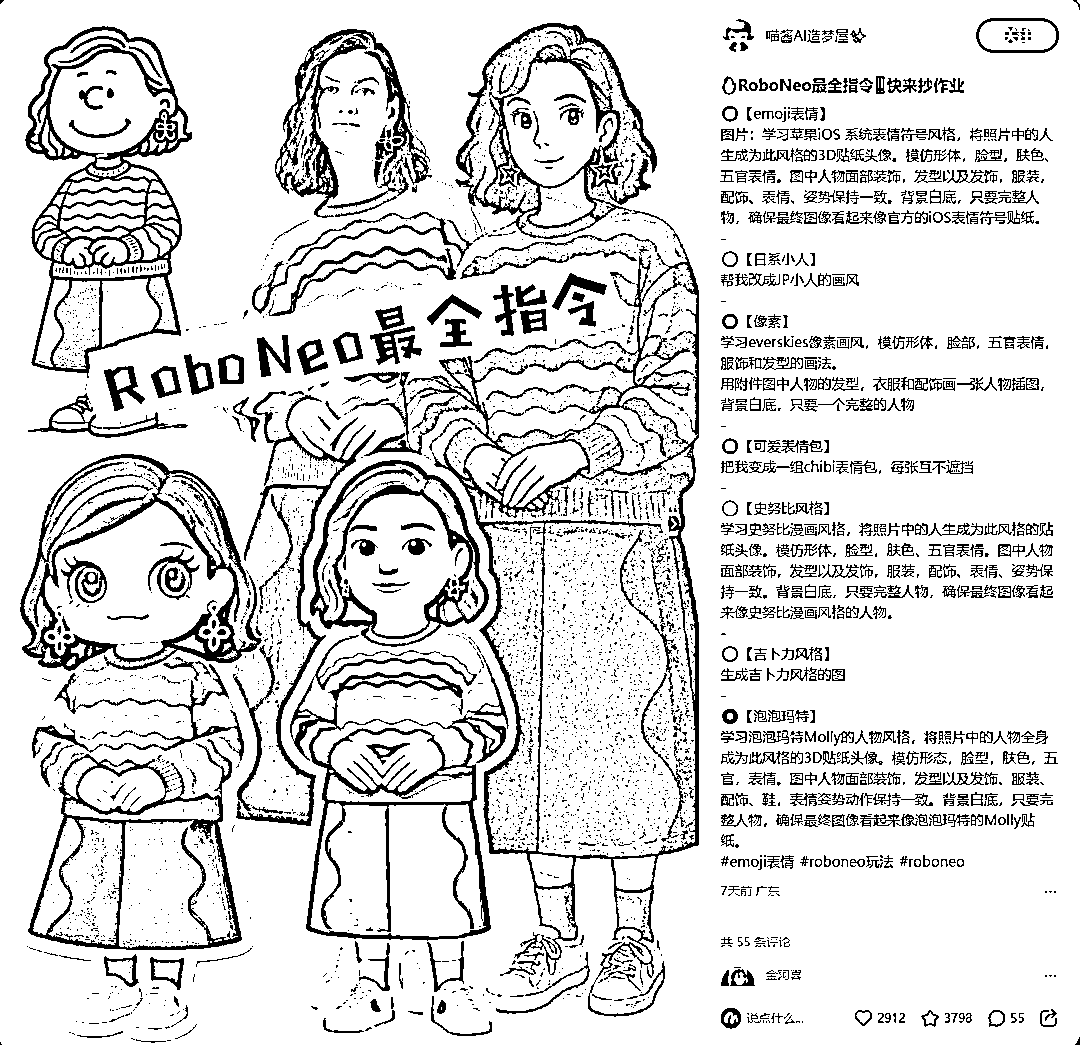 RoboNeo最全指令
喵酱AI造梦屋
RoboNeo最全指令 快来抄作业
【emoji表情】
图片：学习苹果iOS 系统表情符号风格，将照片中的人
生成为此风格的3D贴纸头像。模仿形体，脸型，肤色、
五官表情。图中人物面部装饰，发型以及发饰，服装，
配饰、表情、姿势保持一致。背景白底，只要完整人
物，确保最终图像看起来像官方的iOS表情符号贴纸。
-
【日系小人】
帮我改成JP小人的画风
-
【像素】
学习everskies像素画风，模仿形体，脸部，五官表情，
服饰和发型的画法。
用附件图中人物的发型，衣服和配饰画一张人物插图，
背景白底，只要一个完整的人物
-
【可爱表情包】
把我变成一组chibi表情包，每张互不遮挡
-
【史努比风格】
学习史努比漫画风格，将照片中的人生成为此风格的贴
纸头像。模仿形体，脸型，肤色、五官表情。图中人物
面部装饰，发型以及发饰，服装，配饰、表情、姿势保
持一致。背景白底，只要完整人物，确保最终图像看起
来像史努比漫画风格的人物。
-
【吉卜力风格】
生成吉卜力风格的图
-
【泡泡玛特】
学习泡泡玛特Molly的人物风格，将照片中的人物全身
成为此风格的3D贴纸头像。模仿形态，脸型，肤色，五
官，表情。图中人物面部装饰，发型以及发饰、服装、
配饰、鞋，表情姿势动作保持一致。背景白底，只要完
整人物，确保最终图像看起来像泡泡玛特的Molly贴
纸。
#emoji表情 #roboneo玩法 #roboneo
7天前 广东
共 55 条评论
说点什么...
2912
3798
55